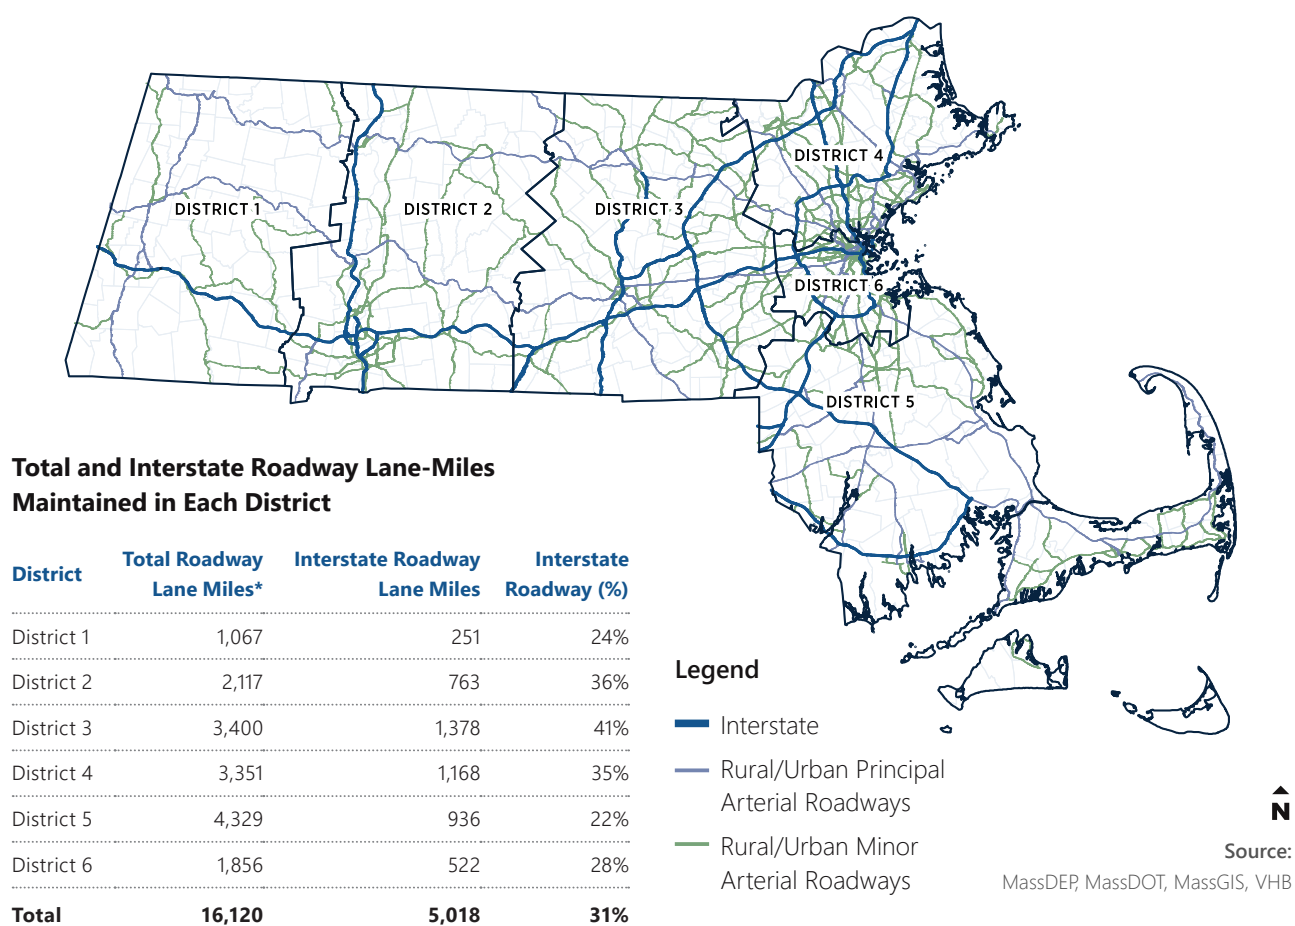 DISTRICT 4
DISTRICT 1
DISTRICT 2
DISTRICT 3
DISTRICT 6
DISTRICT 5
Total and Interstate Roadway Lane-Miles
Maintained in Each District
District Total Roadway Lane Miles* Interstate Roadway Lane Miles Interstate Roadway (%)
District 1 1,067 251 24%
District 2 2,117 763 36%
District 3 3,400 1,378 41%
District 4 3,351 1,168 35%
District 5 4,329 936 22%
District 6 1,856 522 28%
Total 16,120 5,018 31%
Legend
Interstate
Rural/Urban Principal
Arterial Roadways
Rural/Urban Minor
Arterial Roadways
N
Source:
MassDEP, MassDOT, MassGIS, VHB